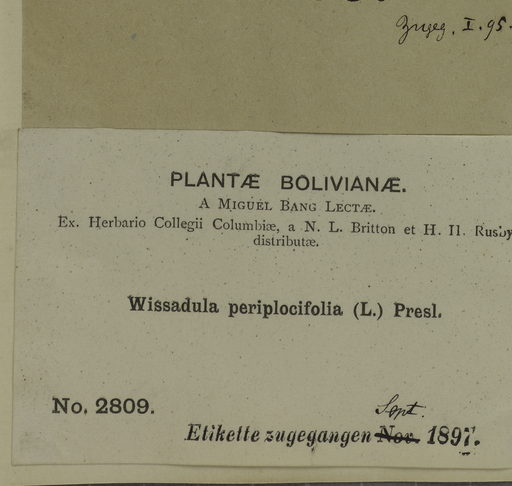 Zugeg. I. 95.
PLANTÆ BOLIVIANÆ.
A MIGUEL BANG LECTÆ.
Ex. Herbario Collegii Columbiæ, a N. L. Britton et H. H. Rusby
distributæ.
Wissadula periplocifolia (L.) Presl.
No. 2809.
Sept.
Etikette zugegangen Nov. 1897.